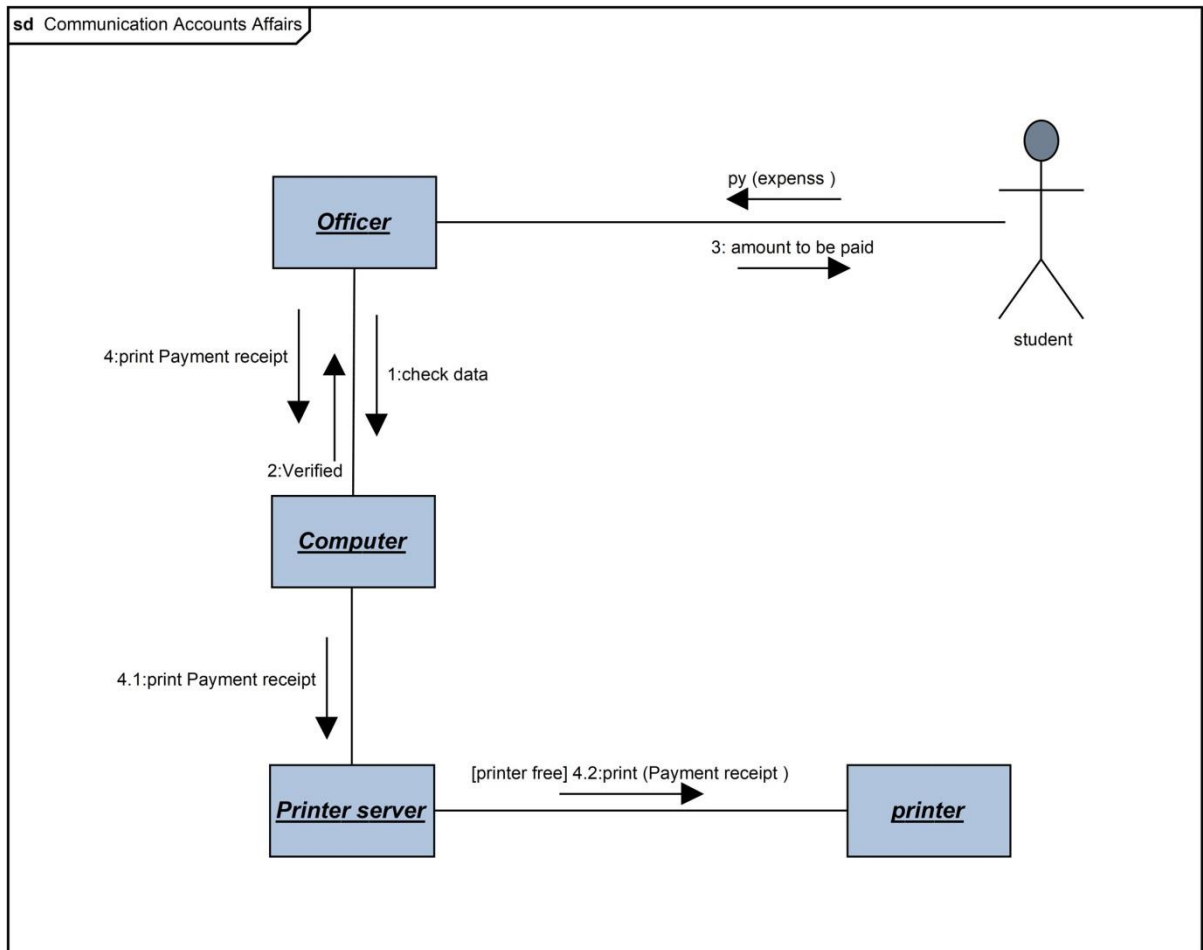 sd Communication Accounts Affairs
py (expenss )
Officer
3: amount to be paid
student
4:print Payment receipt
1:check data
2:Verified
Computer
4.1:print Payment receipt
[printer free] 4.2:print (Payment receipt )
Printer server
printer